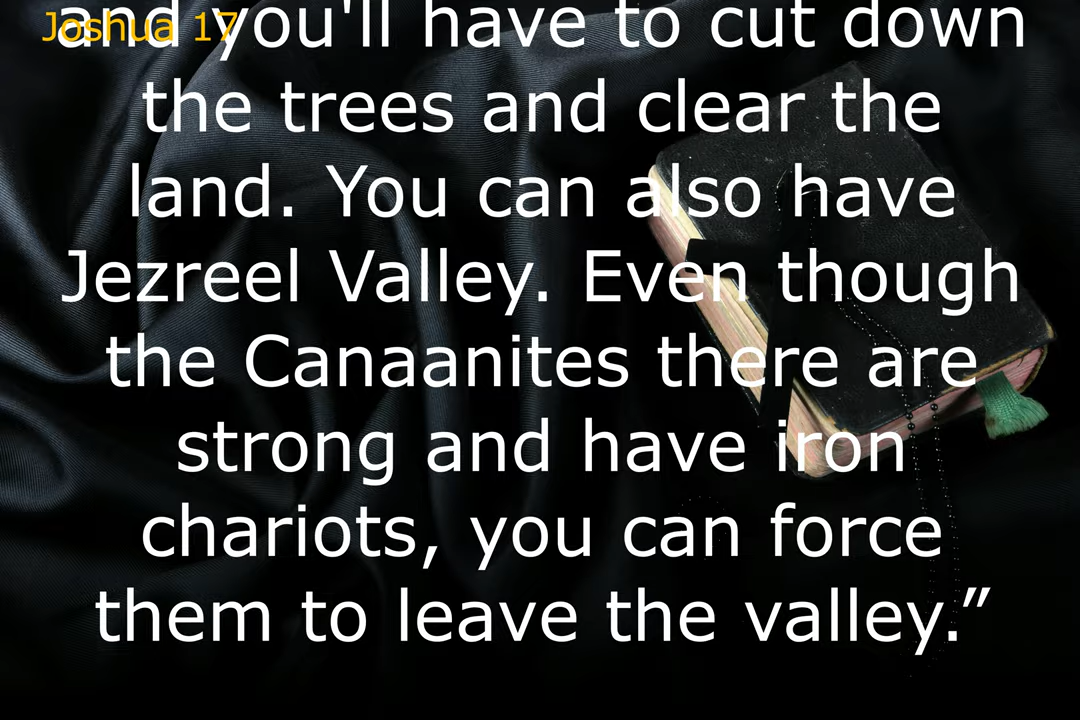 Joshua 17
and you'll have to cut down
the trees and clear the
land. You can also have
Jezreel Valley. Even though
the Canaanites there are
strong and have iron
chariots, you can force
them to leave the valley.”